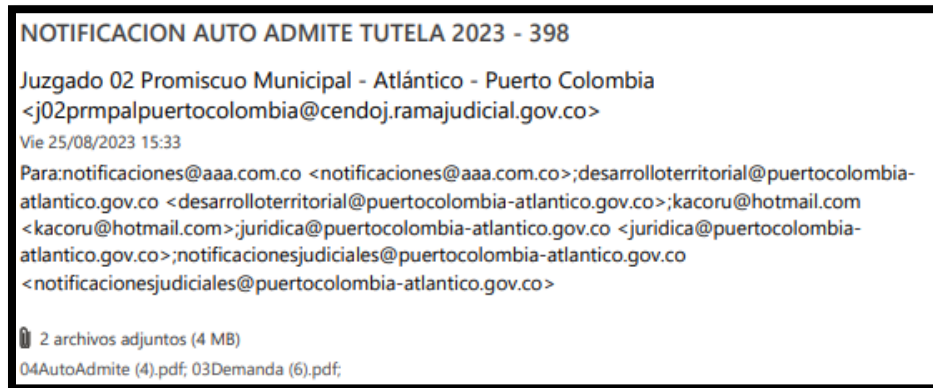 NOTIFICACION AUTO ADMITE TUTELA 2023 - 398
Juzgado 02 Promiscuo Municipal - Atlántico - Puerto Colombia
<j02prmpalpuertocolombia@cendoj.ramajudicial.gov.co>
Vie 25/08/2023 15:33
Para:notificaciones@aaa.com.co <notificaciones@aaa.com.co>;desarrolloterritorial@puertocolombia-
atlantico.gov.co <desarrolloterritorial@puertocolombia-atlantico.gov.co>;kacoru@hotmail.com
<kacoru@hotmail.com>;juridica@puertocolombia-atlantico.gov.co <juridica@puertocolombia-
atlantico.gov.co>;notificacionesjudiciales@puertocolombia-atlantico.gov.co
<notificacionesjudiciales@puertocolombia-atlantico.gov.co>
2 archivos adjuntos (4 MB)
04AutoAdmite (4).pdf; 03Demanda (6).pdf;